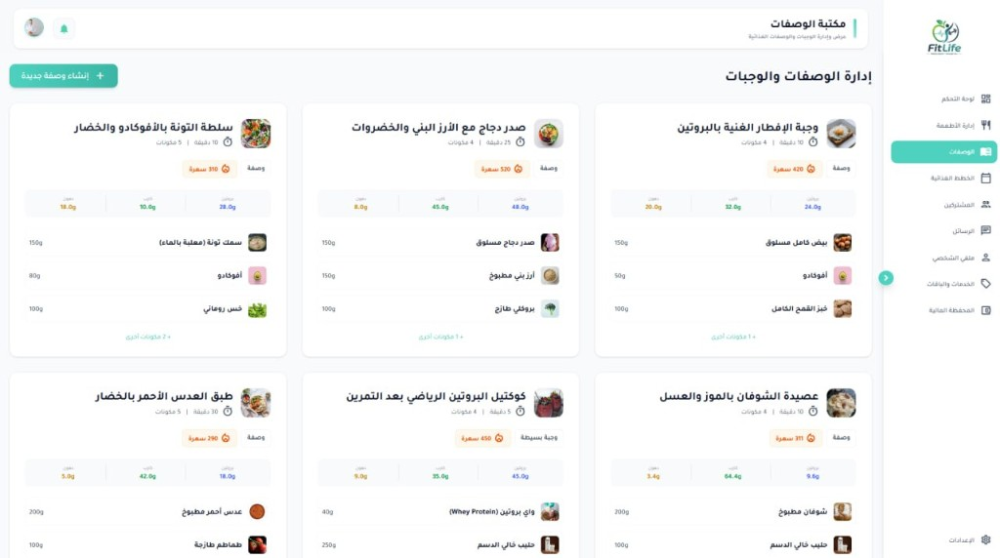 مكتبة الوصفات
عرض وإدارة الوجبات والوصفات الغذائية
FitLife
إدارة الوصفات والوجبات
+ إنشاء وصفة جديدة
لوحة التحكم
إدارة الأطعمة
الوصفات
الخطط الغذائية
المشتركين
الرسائل
ملفي الشخصي
الخدمات والباقات
المحفظة المالية
الإعدادات
وجبة الإفطار الغنية بالبروتين
10 دقيقة | 4 مكونات
وصفة 420 سعرة
بروتين كارب دهون
24.0g 32.0g 20.0g
بيض كامل مسلوق 150g
أفوكادو 50g
خبز القمح الكامل 100g
+ 1 مكونات أخرى
صدر دجاج مع الأرز البني والخضروات
25 دقيقة | 4 مكونات
وصفة 520 سعرة
بروتين كارب دهون
48.0g 45.0g 8.0g
صدر دجاج مسلوق 150g
أرز بني مطبوخ 150g
بروكلي طازج 100g
+ 1 مكونات أخرى
سلطة التونة بالأفوكادو والخضار
10 دقيقة | 5 مكونات
وصفة 310 سعرة
بروتين كارب دهون
28.0g 10.0g 18.0g
سمك تونة (معلبة بالماء) 150g
أفوكادو 80g
خس روماني 100g
+ 2 مكونات أخرى
عصيدة الشوفان بالموز والعسل
10 دقيقة | 4 مكونات
وصفة 311 سعرة
بروتين كارب دهون
9.6g 64.4g 3.4g
شوفان مطبوخ 200g
حليب خالي الدسم 100g
كوكتيل البروتين الرياضي بعد التمرين
5 دقيقة | 4 مكونات
وجبة بسيطة 450 سعرة
بروتين كارب دهون
45.0g 35.0g 9.0g
واي بروتين (Whey Protein) 40g
حليب خالي الدسم 250g
طبق العدس الأحمر بالخضار
30 دقيقة | 5 مكونات
وصفة 290 سعرة
بروتين كارب دهون
18.0g 42.0g 5.0g
عدس أحمر مطبوخ 200g
طماطم طازجة 100g